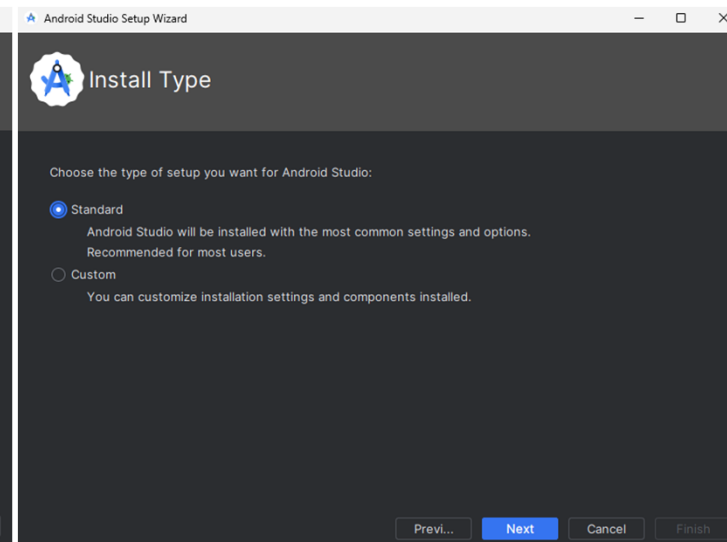 Android Studio Setup Wizard
Install Type
Choose the type of setup you want for Android Studio:
Standard
Android Studio will be installed with the most common settings and options.
Recommended for most users.
Custom
You can customize installation settings and components installed.
Previ... Next Cancel Finish